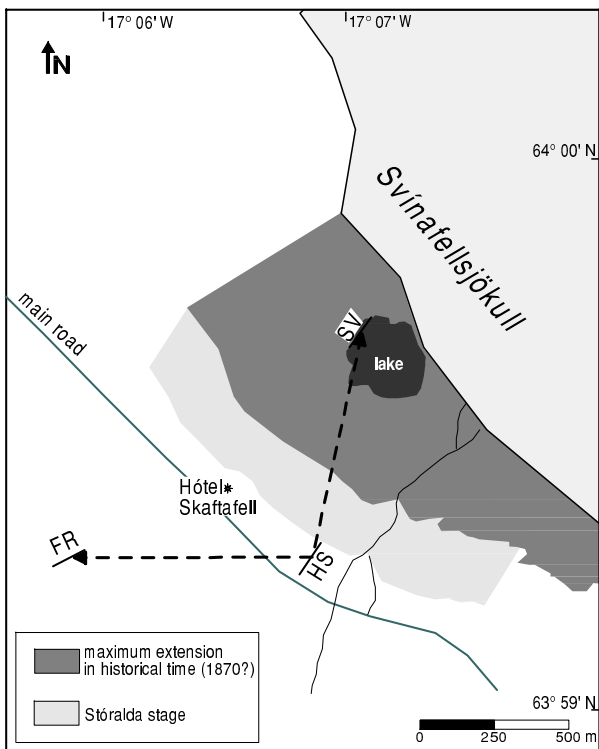 17° 06' W
17° 07' W
N
64° 00' N
Svínafellsjökull
main road
SV
lake
Hótel
Skaftafell
FR
HS
maximum extension
in historical time (1870?)
Stóralda stage
63° 59' N
0 250 500 m